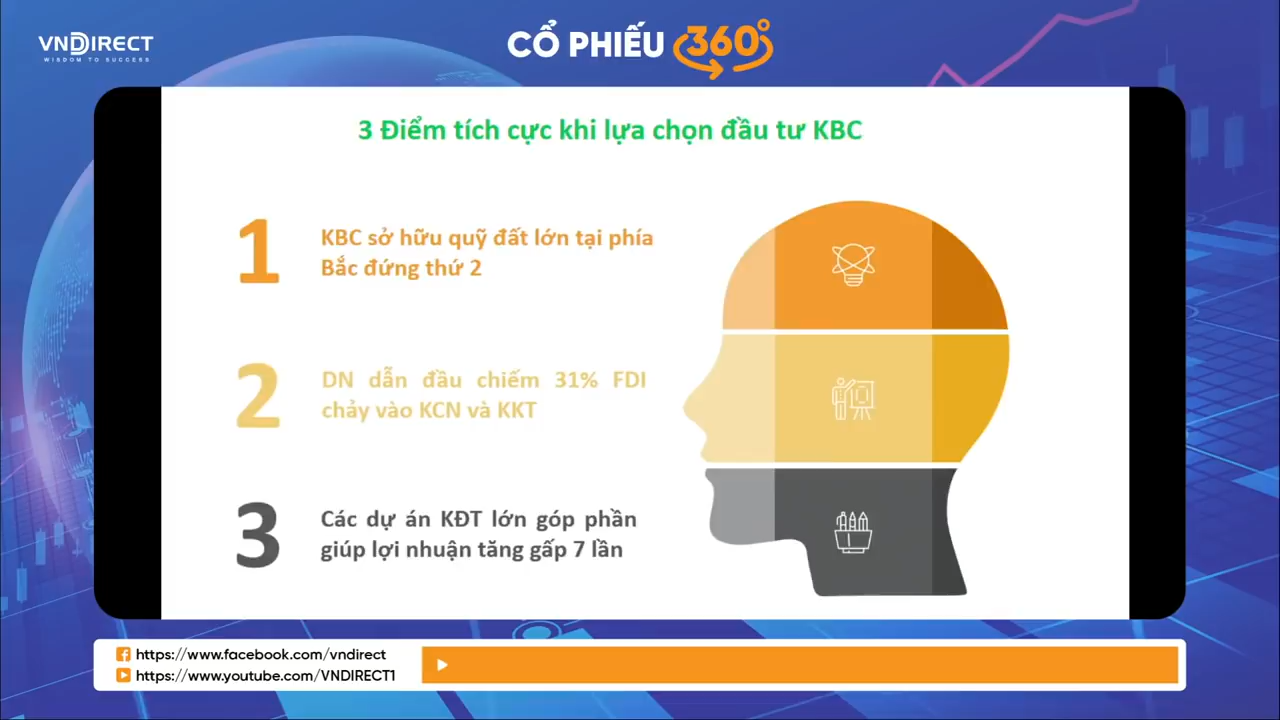 VNDIRECT
WISDOM TO SUCCESS
CỔ PHIẾU 360°
3 Điểm tích cực khi lựa chọn đầu tư KBC
1
KBC sở hữu quỹ đất lớn tại phía
Bắc đứng thứ 2
2
DN dẫn đầu chiếm 31% FDI
chảy vào KCN và KKT
3
Các dự án KĐT lớn góp phần
giúp lợi nhuận tăng gấp 7 lần
https://www.facebook.com/vndirect
https://www.youtube.com/VNDIRECT1